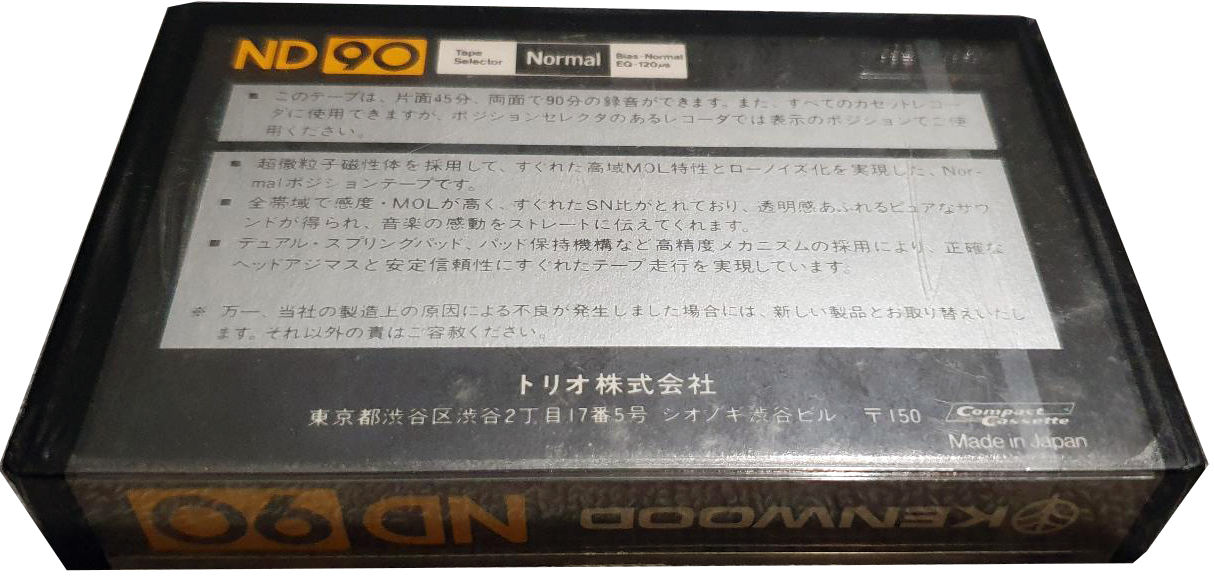 ND 90 Tape Selector Normal Bias·Normal EQ·120μs
■ このテープは、片面45分、両面で90分の録音ができます。また、すべてのカセットレコー
ダに使用できますが、ポジションセレクタのあるレコーダでは表示のポジションでご使
用ください。
■ 超微粒子磁性体を採用して、すぐれた高域MOL特性とローノイズ化を実現した、Nor-
malポジションテープです。
■ 全帯域で感度・MOLが高く、すぐれたSN比がとれており、透明感あふれるピュアなサウ
ンドが得られ、音楽の感動をストレートに伝えてくれます。
■ デュアル・スプリングパッド、パッド保持機構など高精度メカニズムの採用により、正確な
ヘッドアジマスと安定信頼性にすぐれたテープ走行を実現しています。
※ 万一、当社の製造上の原因による不良が発生しました場合には、新しい製品とお取り替えいたし
ます。それ以外の責はご容赦ください。
トリオ株式会社
東京都渋谷区渋谷2丁目17番5号 シオノギ渋谷ビル 〒150
Compact Cassette
Made in Japan
KENWOOD ND 90